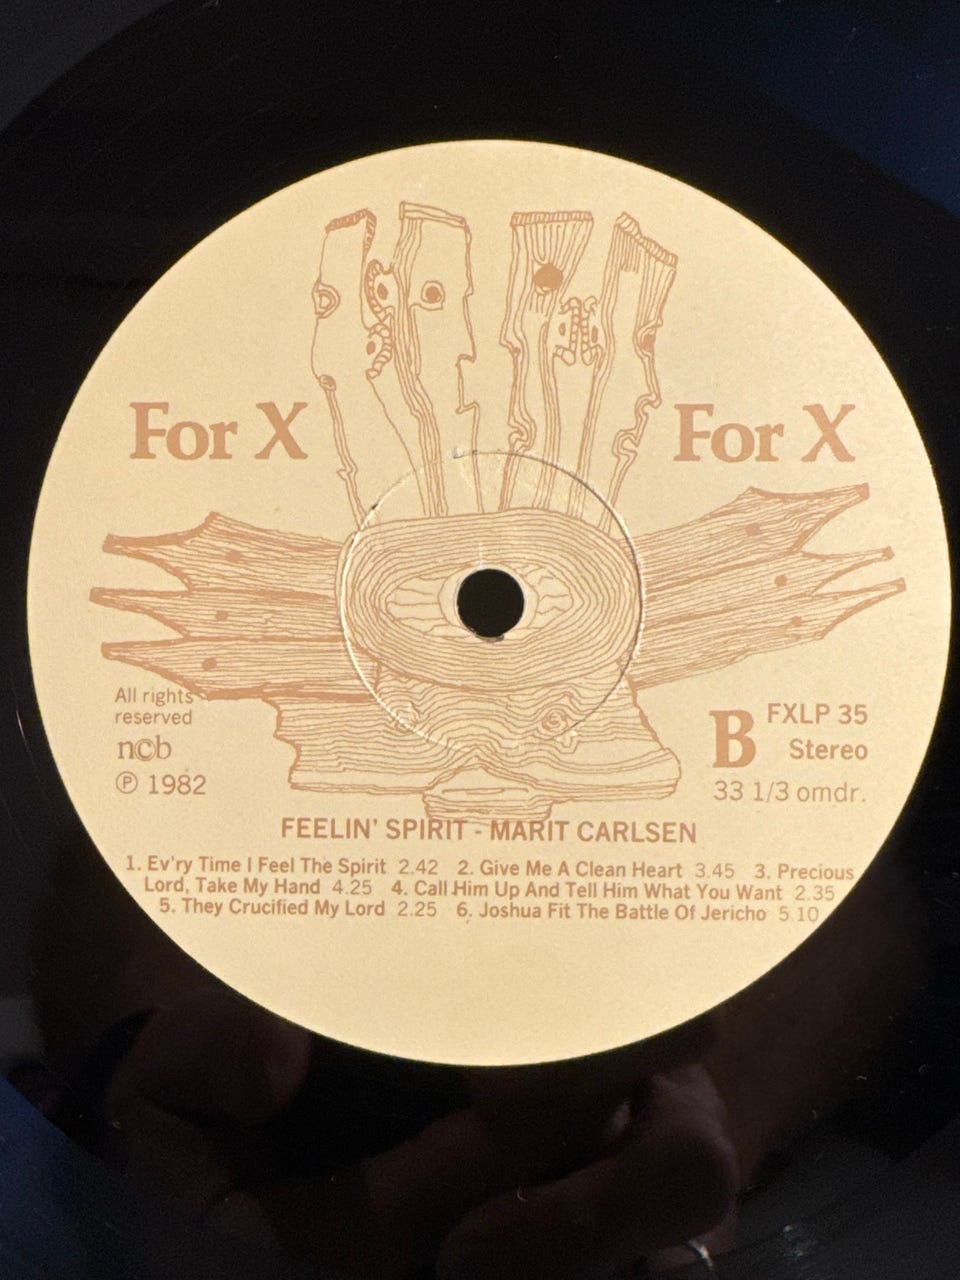 For X
For X
All rights
reserved
ncb
℗ 1982
B
FXLP 35
Stereo
33 1/3 omdr.
FEELIN' SPIRIT - MARIT CARLSEN
1. Ev'ry Time I Feel The Spirit 2.42 2. Give Me A Clean Heart 3.45 3. Precious
Lord, Take My Hand 4.25 4. Call Him Up And Tell Him What You Want 2.35
5. They Crucified My Lord 2.25 6. Joshua Fit The Battle Of Jericho 5.10